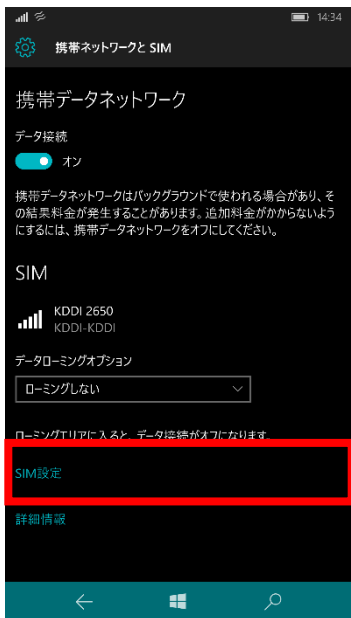 14:34
携帯ネットワークと SIM
携帯データネットワーク
データ接続
オン
携帯データネットワークはバックグラウンドで使われる場合があり、そ
の結果料金が発生することがあります。追加料金がかからないよう
にするには、携帯データネットワークをオフにしてください。
SIM
KDDI 2650
KDDI-KDDI
データローミングオプション
ローミングしない
ローミングエリアに入ると、データ接続がオフになります。
SIM設定
詳細情報